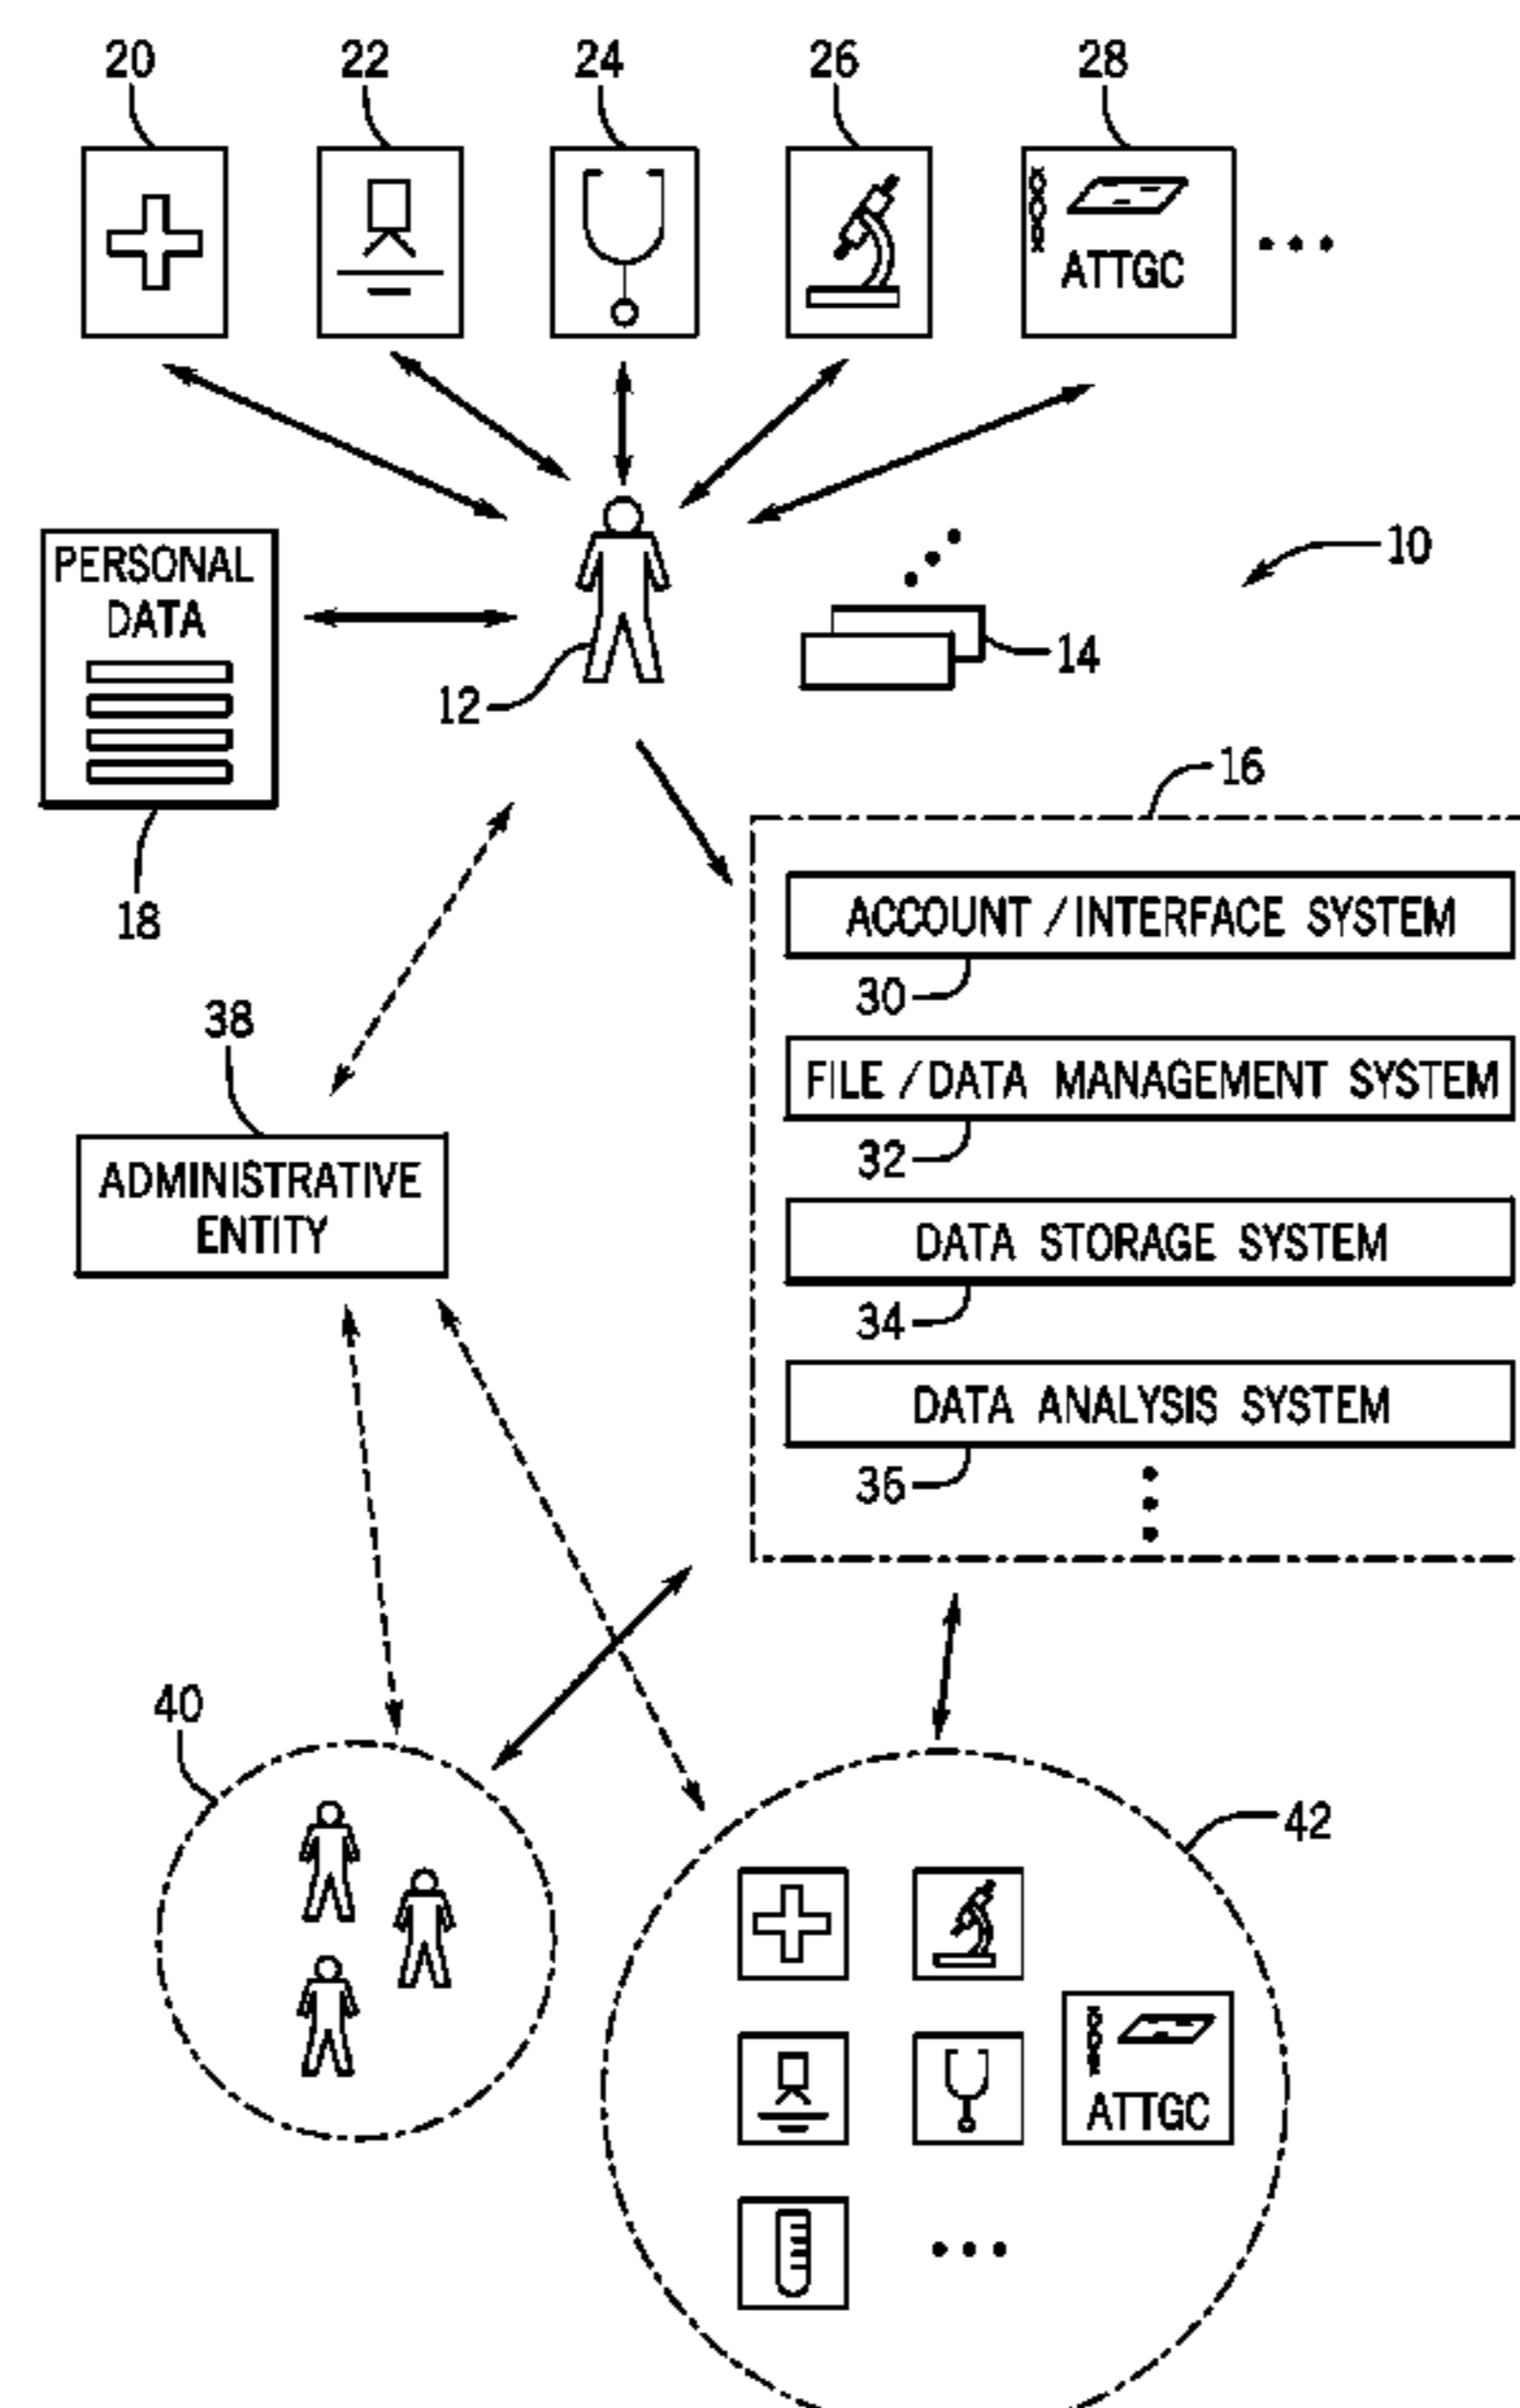 20 22 24 26 28
ATTGC
10
PERSONAL
DATA
14
12
16
18
ACCOUNT / INTERFACE SYSTEM
30
38
FILE / DATA MANAGEMENT SYSTEM
32
ADMINISTRATIVE
ENTITY
DATA STORAGE SYSTEM
34
DATA ANALYSIS SYSTEM
36
40
42
ATTGC